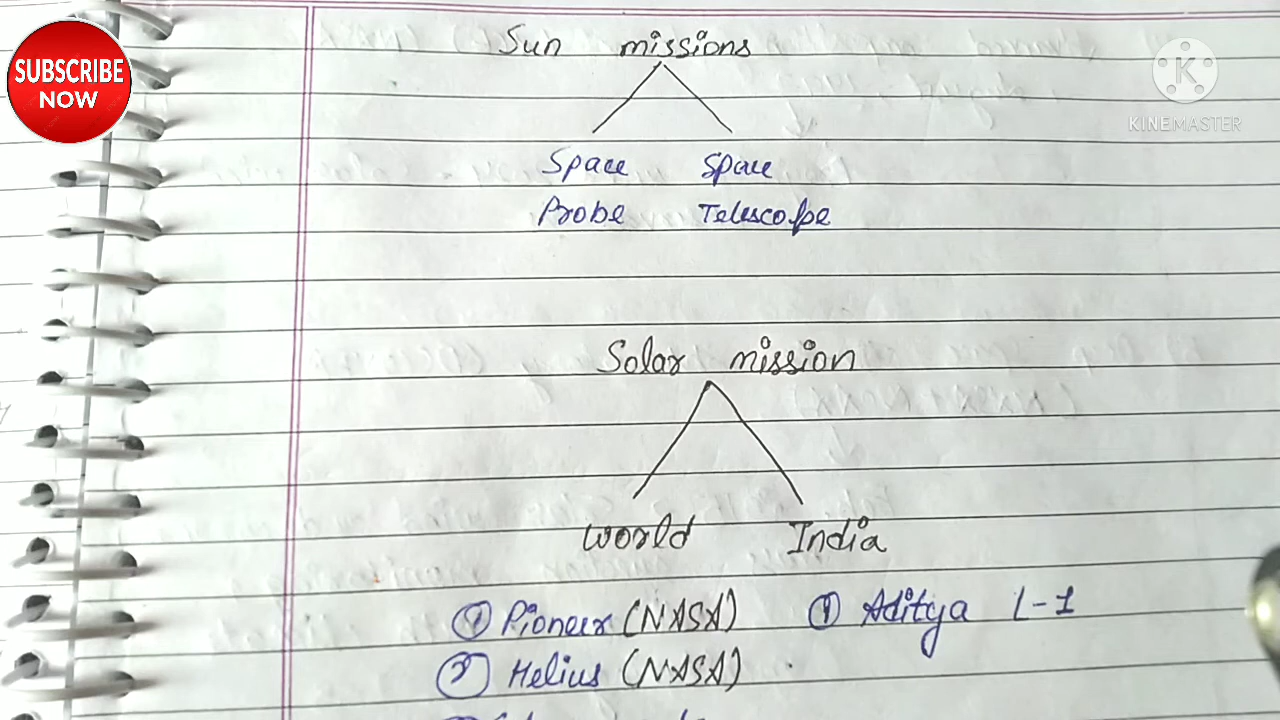 SUBSCRIBE
NOW
K
KINEMASTER
Sun missions
Space Space
Probe Telescope
Solar mission
World India
① Pioneer (NASA) ① Aditya L-1
② Helius (NASA)